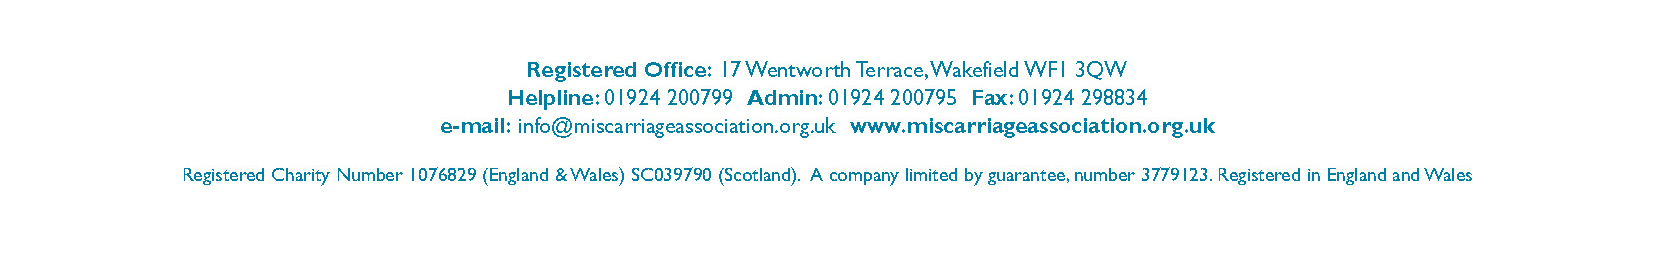 Registered Office: 17 Wentworth Terrace, Wakefield WF1 3QW
Helpline: 01924 200799 Admin: 01924 200795 Fax: 01924 298834
e-mail: info@miscarriageassociation.org.uk www.miscarriageassociation.org.uk
Registered Charity Number 1076829 (England & Wales) SC039790 (Scotland). A company limited by guarantee, number 3779123. Registered in England and Wales